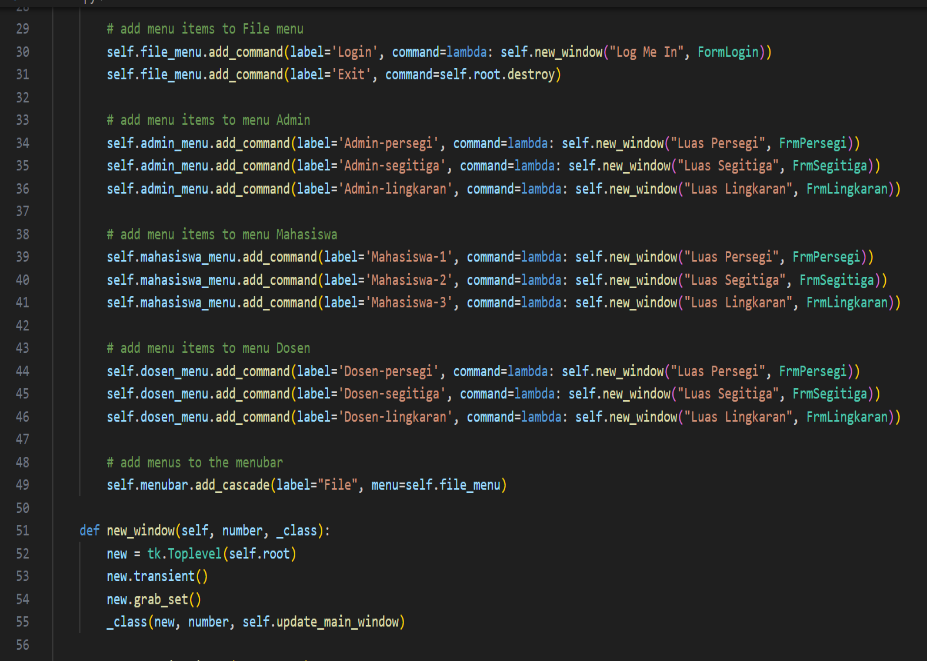 29 # add menu items to File menu
30 self.file_menu.add_command(label='Login', command=lambda: self.new_window("Log Me In", FormLogin))
31 self.file_menu.add_command(label='Exit', command=self.root.destroy)
32
33 # add menu items to menu Admin
34 self.admin_menu.add_command(label='Admin-persegi', command=lambda: self.new_window("Luas Persegi", FrmPersegi))
35 self.admin_menu.add_command(label='Admin-segitiga', command=lambda: self.new_window("Luas Segitiga", FrmSegitiga))
36 self.admin_menu.add_command(label='Admin-lingkaran', command=lambda: self.new_window("Luas Lingkaran", FrmLingkaran))
37
38 # add menu items to menu Mahasiswa
39 self.mahasiswa_menu.add_command(label='Mahasiswa-1', command=lambda: self.new_window("Luas Persegi", FrmPersegi))
40 self.mahasiswa_menu.add_command(label='Mahasiswa-2', command=lambda: self.new_window("Luas Segitiga", FrmSegitiga))
41 self.mahasiswa_menu.add_command(label='Mahasiswa-3', command=lambda: self.new_window("Luas Lingkaran", FrmLingkaran))
42
43 # add menu items to menu Dosen
44 self.dosen_menu.add_command(label='Dosen-persegi', command=lambda: self.new_window("Luas Persegi", FrmPersegi))
45 self.dosen_menu.add_command(label='Dosen-segitiga', command=lambda: self.new_window("Luas Segitiga", FrmSegitiga))
46 self.dosen_menu.add_command(label='Dosen-lingkaran', command=lambda: self.new_window("Luas Lingkaran", FrmLingkaran))
47
48 # add menus to the menubar
49 self.menubar.add_cascade(label="File", menu=self.file_menu)
50
51 def new_window(self, number, _class):
52 new = tk.Toplevel(self.root)
53 new.transient()
54 new.grab_set()
55 _class(new, number, self.update_main_window)
56